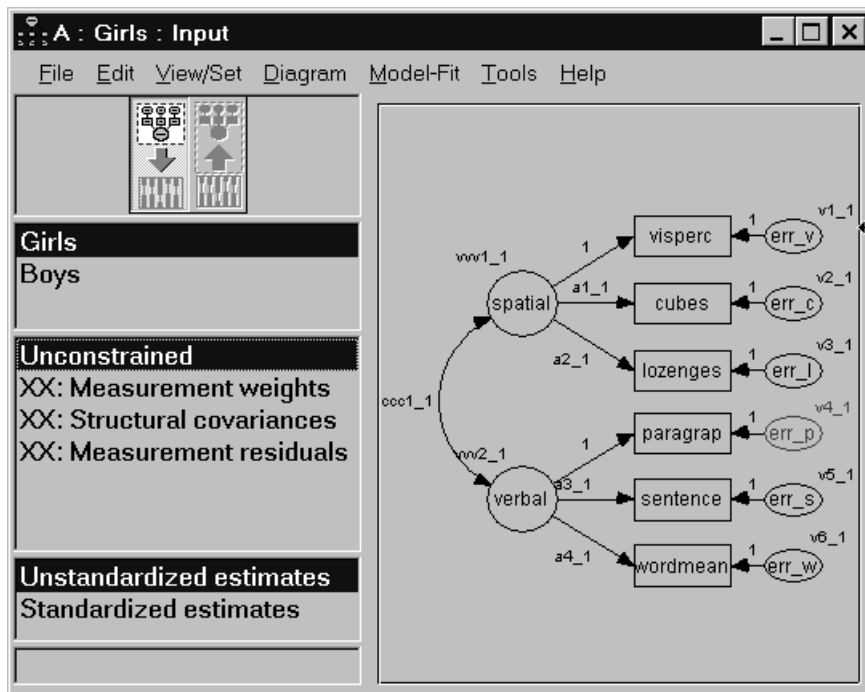 A : Girls : Input
File Edit View/Set Diagram Model-Fit Tools Help
Girls
Boys
Unconstrained
XX: Measurement weights
XX: Structural covariances
XX: Measurement residuals
Unstandardized estimates
Standardized estimates
v1_1
1
visperc
1
err_v
vvv1_1
v2_1
spatial
a1_1
cubes
1
err_c
v3_1
a2_1
lozenges
1
err_l
ccc1_1
v4_1
1
paragrap
1
err_p
vvv2_1
v5_1
verbal
a3_1
sentence
1
err_s
v6_1
a4_1
wordmean
1
err_w